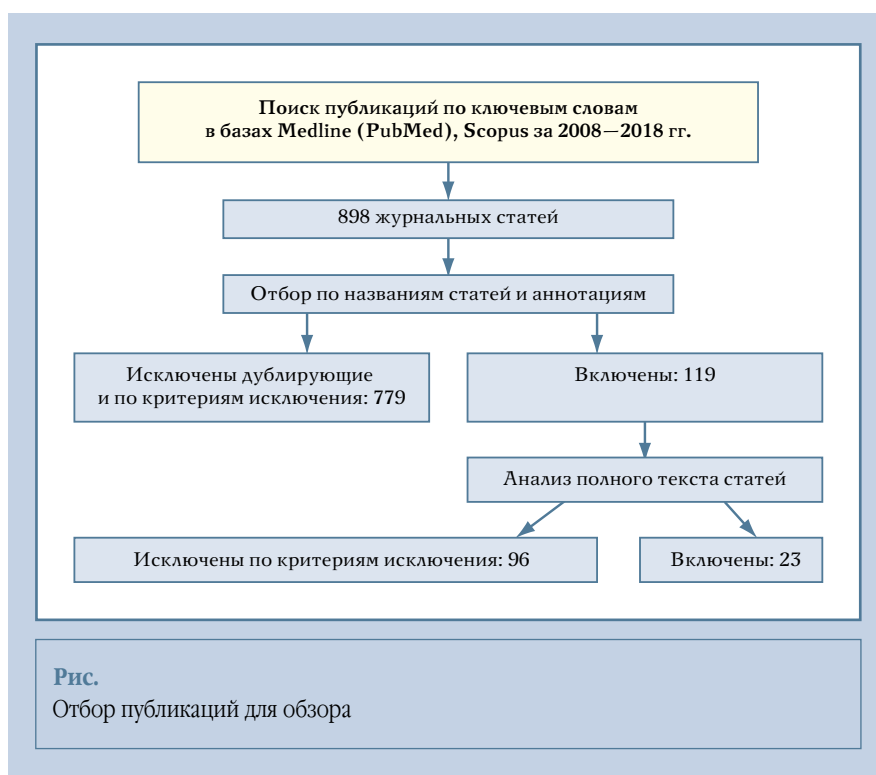 Поиск публикаций по ключевым словам
в базах Medline (PubMed), Scopus за 2008—2018 гг.
898 журнальных статей
Отбор по названиям статей и аннотациям
Исключены дублирующие
и по критериям исключения: 779
Включены: 119
Анализ полного текста статей
Исключены по критериям исключения: 96
Включены: 23
Рис.
Отбор публикаций для обзора